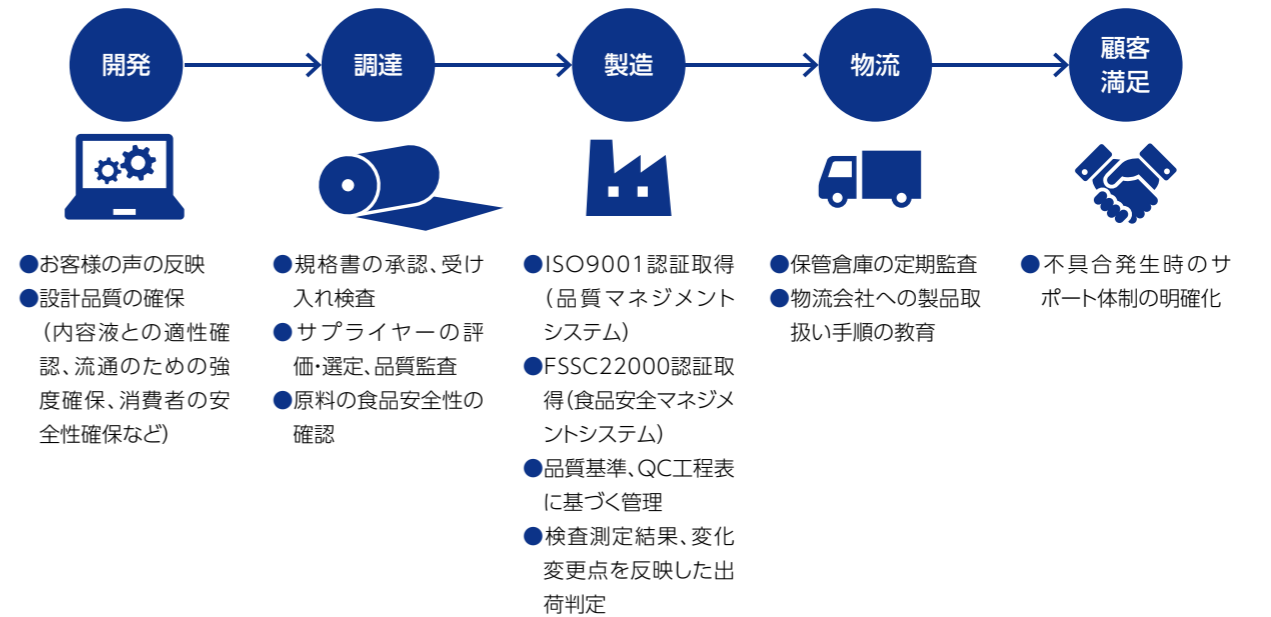 開発
調達
製造
物流
顧客
満足
●お客様の声の反映
●設計品質の確保
(内容液との適性確
認、流通のための強
度確保、消費者の安
全性確保など)
●規格書の承認、受け
入れ検査
●サプライヤーの評
価・選定、品質監査
●原料の食品安全性の
確認
●ISO9001認証取得
(品質マネジメント
システム)
●FSSC22000認証取
得(食品安全マネジメ
ントシステム)
●品質基準、QC工程表
に基づく管理
●検査測定結果、変化
変更点を反映した出
荷判定
●保管倉庫の定期監査
●物流会社への製品取
扱い手順の教育
●不具合発生時のサ
ポート体制の明確化